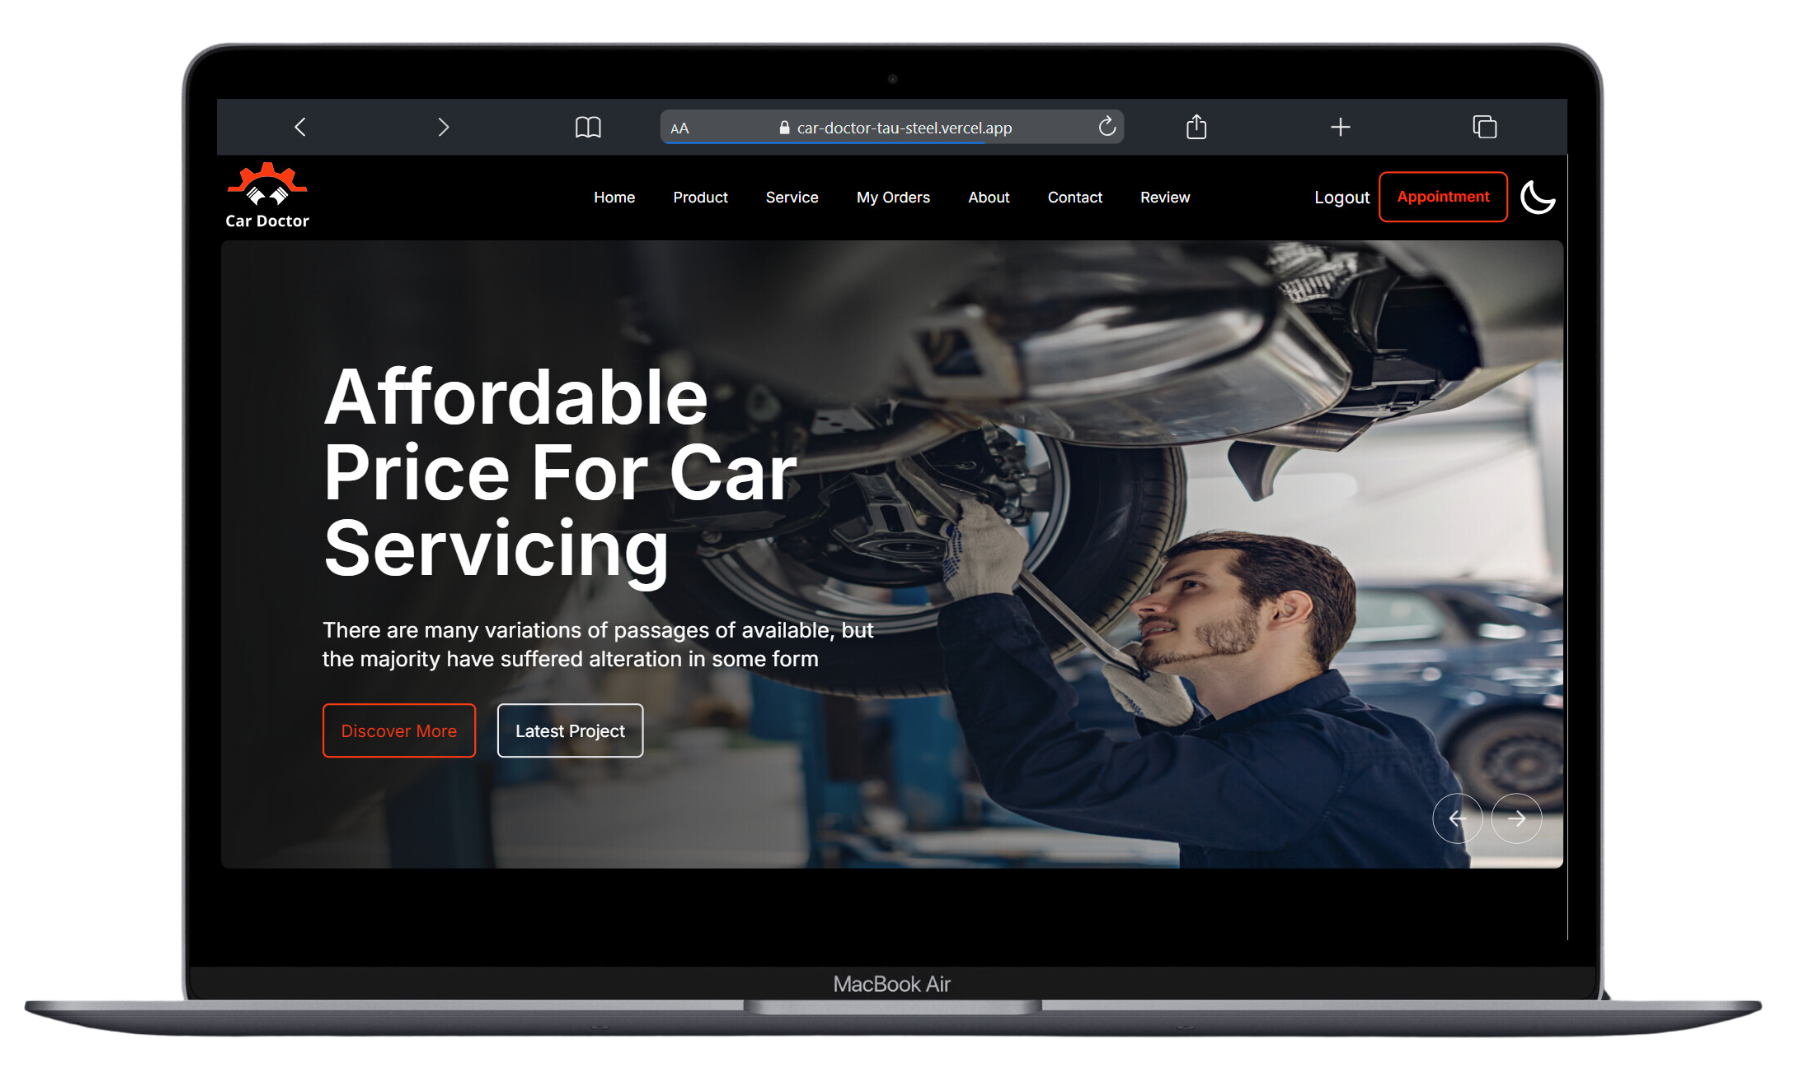 AA car-doctor-tau-steel.vercel.app
Car Doctor
Home Product Service My Orders About Contact Review Logout Appointment
Affordable
Price For Car
Servicing
There are many variations of passages of available, but
the majority have suffered alteration in some form
Discover More Latest Project
MacBook Air